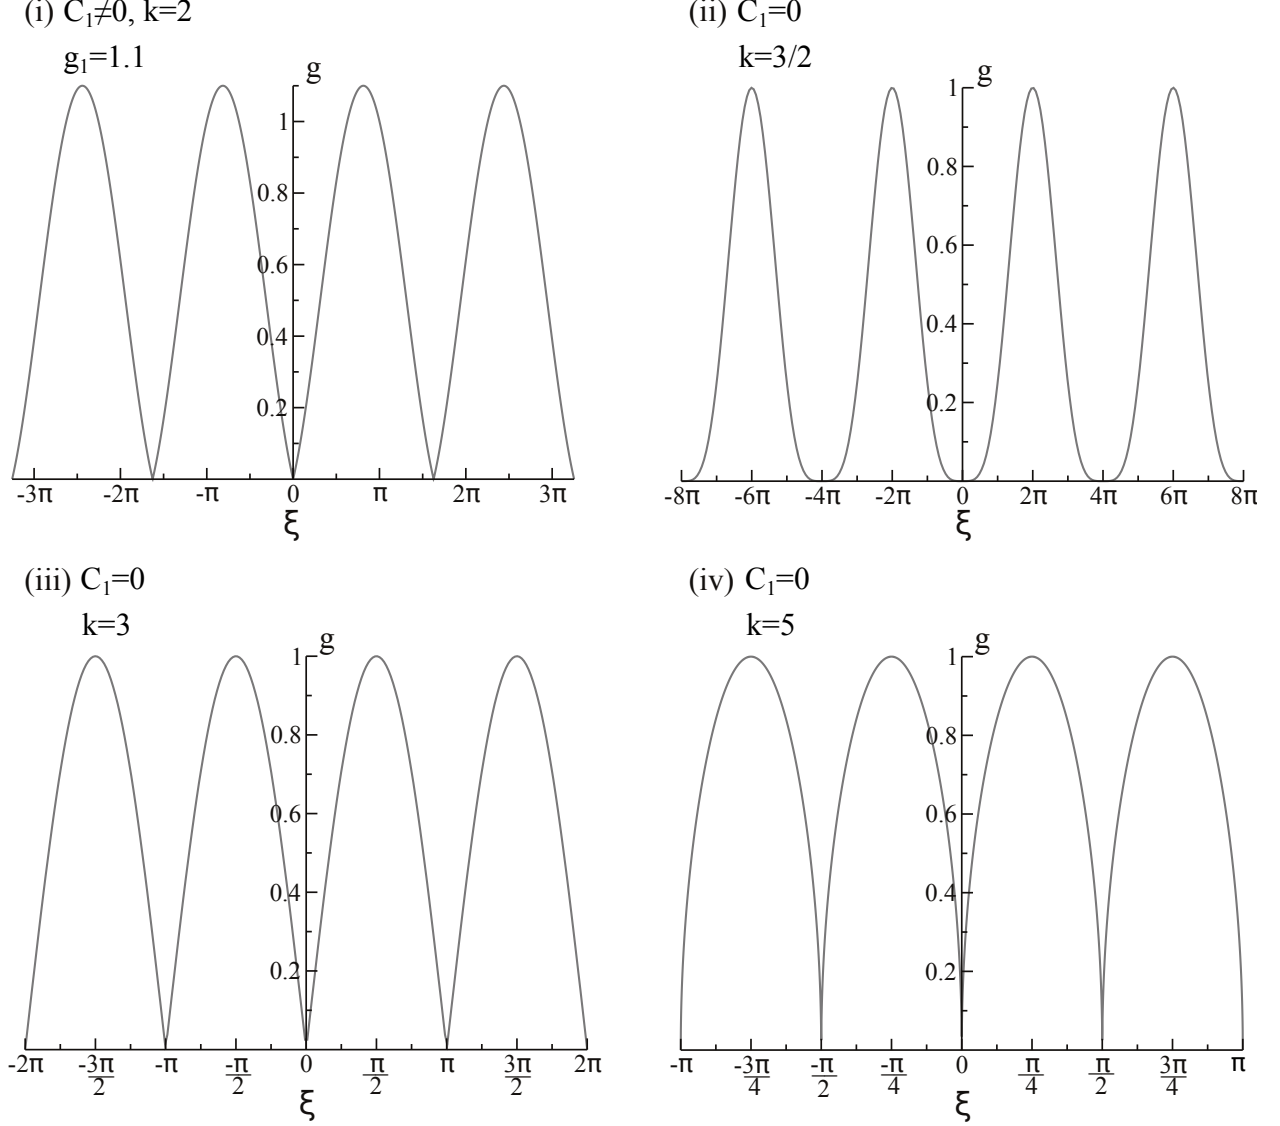 (i) C₁≠0, k=2
g₁=1.1
g
1
0.8
0.6
0.4
0.2
-3π -2π -π 0 π 2π 3π
ξ
(ii) C₁=0
k=3/2
g
1
0.8
0.6
0.4
0.2
-8π -6π -4π -2π 0 2π 4π 6π 8π
ξ
(iii) C₁=0
k=3
g
1
0.8
0.6
0.4
0.2
-2π -3π/2 -π -π/2 0 π/2 π 3π/2 2π
ξ
(iv) C₁=0
k=5
g
1
0.8
0.6
0.4
0.2
-π -3π/4 -π/2 -π/4 0 π/4 π/2 3π/4 π
ξ